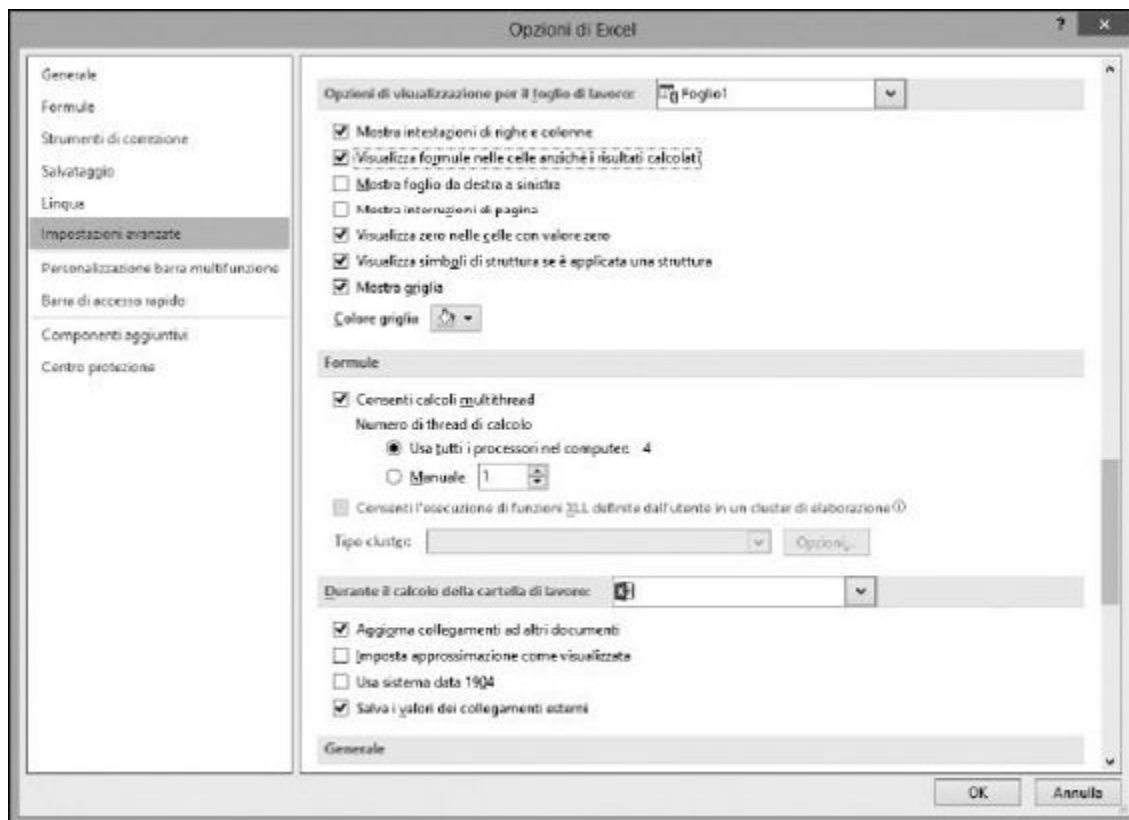 Opzioni di Excel
?
Generale
Formule
Strumenti di correzione
Salvataggio
Lingua
Impostazioni avanzate
Personalizzazione barra multifunzione
Barra di accesso rapido
Componenti aggiuntivi
Centro protezione
Opzioni di visualizzazione per il foglio di lavoro: Foglio1
Mostra intestazioni di righe e colonne
Visualizza formule nelle celle anziché i risultati calcolati
Mostra foglio da destra a sinistra
Mostra interruzioni di pagina
Visualizza zero nelle celle con valore zero
Visualizza simboli di struttura se è applicata una struttura
Mostra griglia
Colore griglia
Formule
Consenti calcoli multithread
Numero di thread di calcolo
Usa tutti i processori nel computer: 4
Manuale 1
Consenti l'esecuzione di funzioni XLL definite dall'utente in un cluster di elaborazione
Tipo cluster: Opzioni...
Durante il calcolo della cartella di lavoro:
Aggiorna collegamenti ad altri documenti
Imposta approssimazione come visualizzata
Usa sistema data 1904
Salva i valori dei collegamenti esterni
Generale
OK Annulla